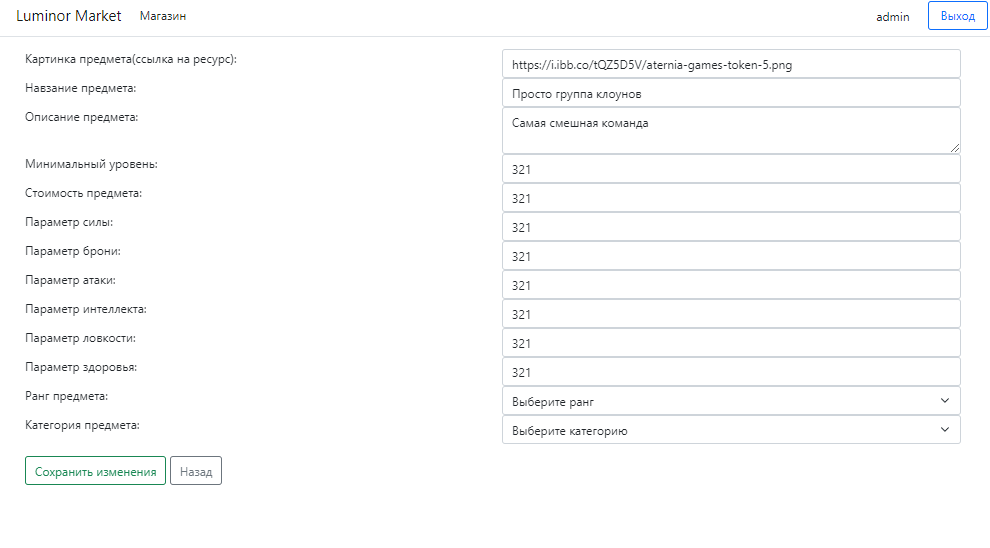 Luminor Market Магазин admin Выход
Картинка предмета(ссылка на ресурс): https://i.ibb.co/tQZ5D5V/aternia-games-token-5.png
Навзание предмета: Просто группа клоунов
Описание предмета: Самая смешная команда
Минимальный уровень: 321
Стоимость предмета: 321
Параметр силы: 321
Параметр брони: 321
Параметр атаки: 321
Параметр интеллекта: 321
Параметр ловкости: 321
Параметр здоровья: 321
Ранг предмета: Выберите ранг
Категория предмета: Выберите категорию
Сохранить изменения Назад